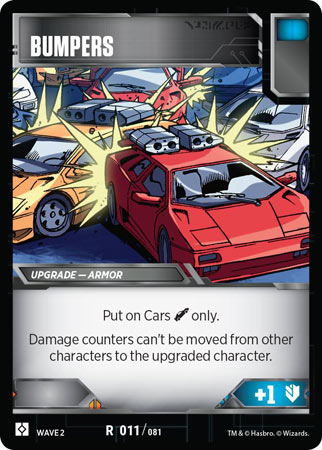 BUMPERS
UPGRADE — ARMOR
Put on Cars only.
Damage counters can't be moved from other
characters to the upgraded character.
+1
WAVE 2
R 011/081
TM & © Hasbro. © Wizards.